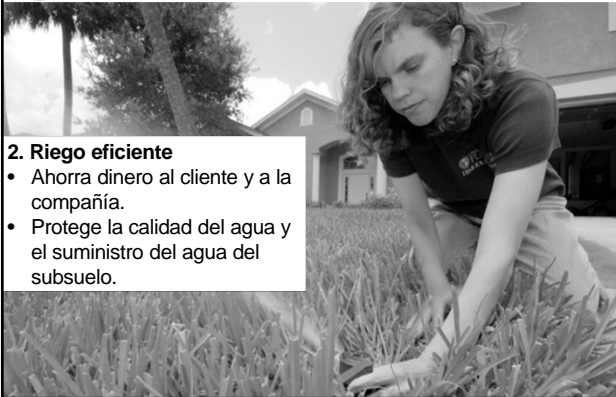 2. Riego eficiente
• Ahorra dinero al cliente y a la
compañía.
• Protege la calidad del agua y
el suministro del agua del
subsuelo.